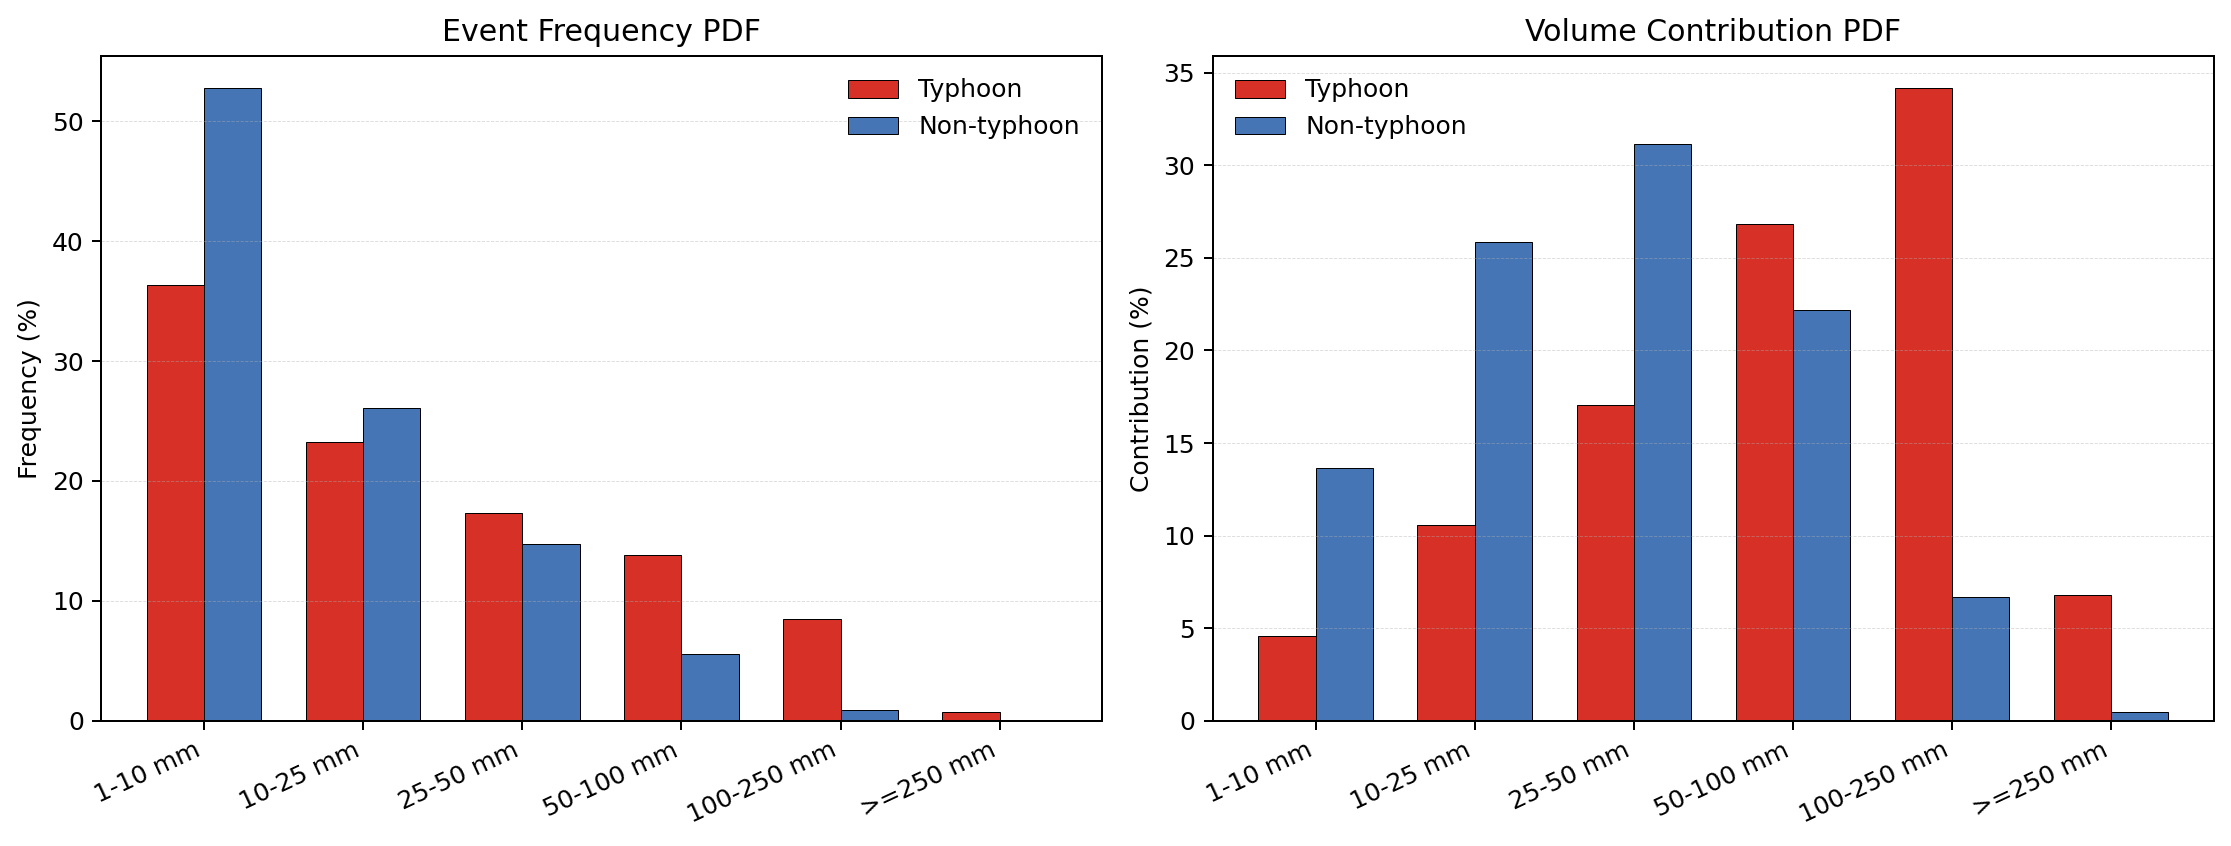 Event Frequency PDF
Typhoon
Non-typhoon
Frequency (%)
50
40
30
20
10
0
1-10 mm
10-25 mm
25-50 mm
50-100 mm
100-250 mm
>=250 mm
Volume Contribution PDF
Typhoon
Non-typhoon
Contribution (%)
35
30
25
20
15
10
5
0
1-10 mm
10-25 mm
25-50 mm
50-100 mm
100-250 mm
>=250 mm